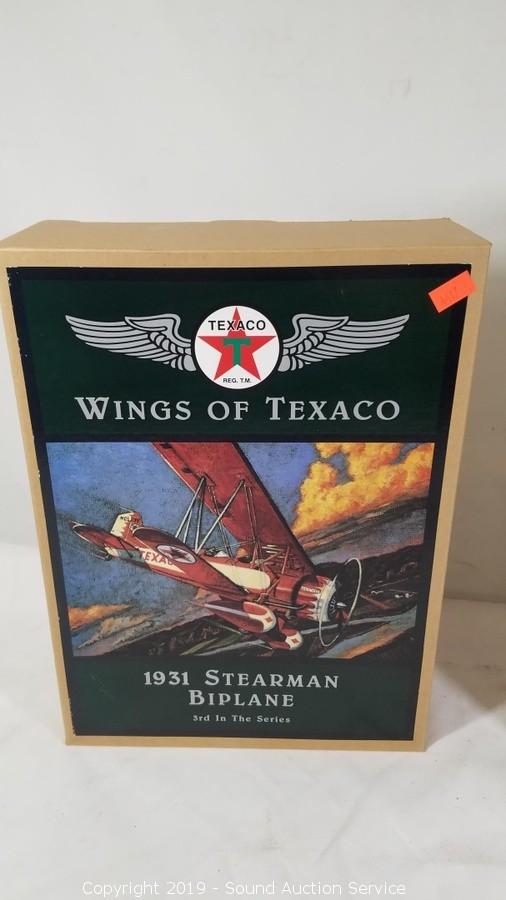 TEXACO
T
REG. T.M.
WINGS OF TEXACO
TEXACO
1931 STEARMAN
BIPLANE
3rd In The Series
Copyright 2019 - Sound Auction Service